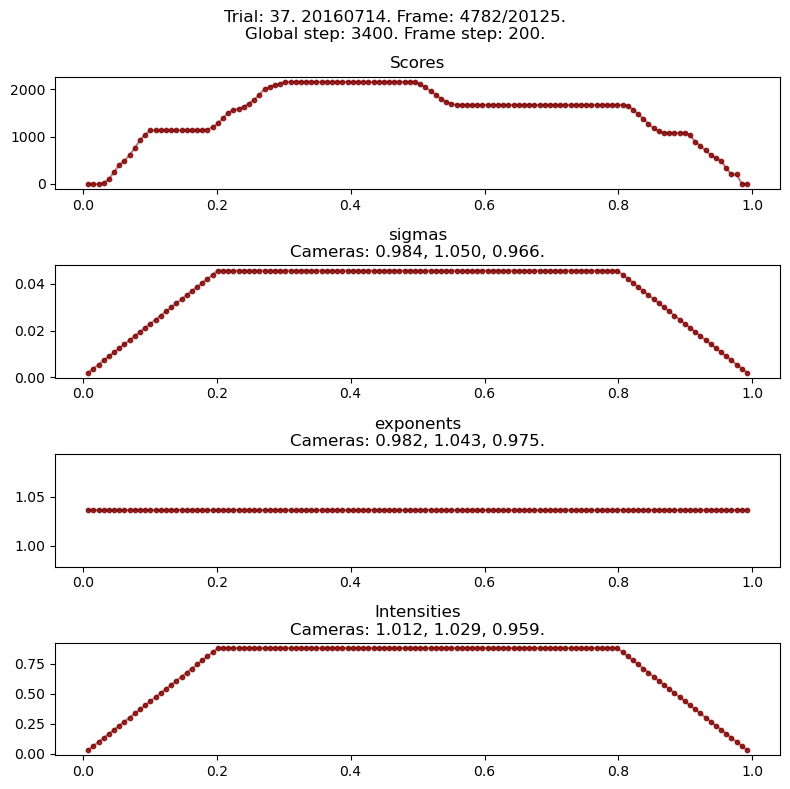 Trial: 37. 20160714. Frame: 4782/20125.
Global step: 3400. Frame step: 200.
Scores
2000
1000
0
0.0 0.2 0.4 0.6 0.8 1.0
sigmas
Cameras: 0.984, 1.050, 0.966.
0.04
0.02
0.00
0.0 0.2 0.4 0.6 0.8 1.0
exponents
Cameras: 0.982, 1.043, 0.975.
1.05
1.00
0.0 0.2 0.4 0.6 0.8 1.0
Intensities
Cameras: 1.012, 1.029, 0.959.
0.75
0.50
0.25
0.00
0.0 0.2 0.4 0.6 0.8 1.0